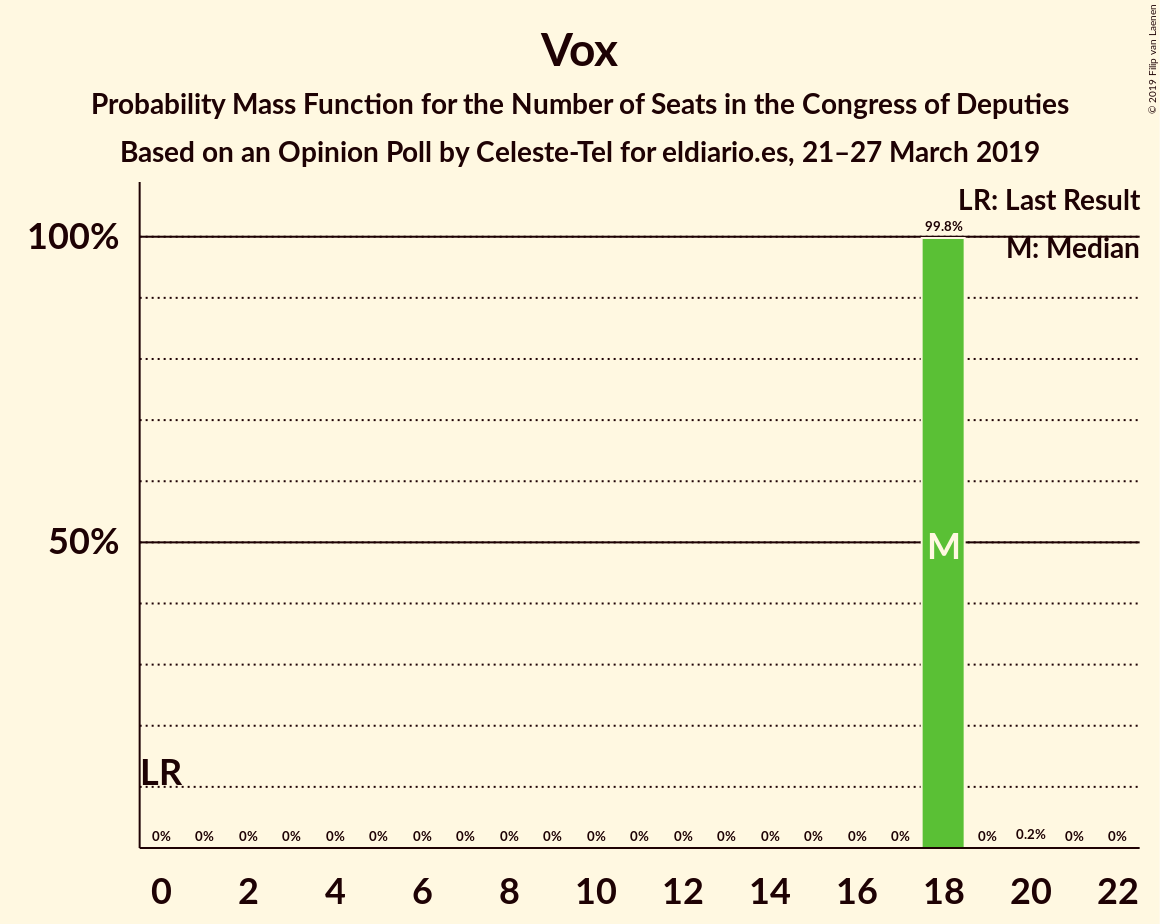 Vox
Probability Mass Function for the Number of Seats in the Congress of Deputies
Based on an Opinion Poll by Celeste-Tel for eldiario.es, 21–27 March 2019
© 2019 Filip van Laenen
LR: Last Result
M: Median
100%
50%
99.8%
M
LR
0% 0% 0% 0% 0% 0% 0% 0% 0% 0% 0% 0% 0% 0% 0% 0% 0% 0% 0% 0.2% 0% 0%
0 2 4 6 8 10 12 14 16 18 20 22